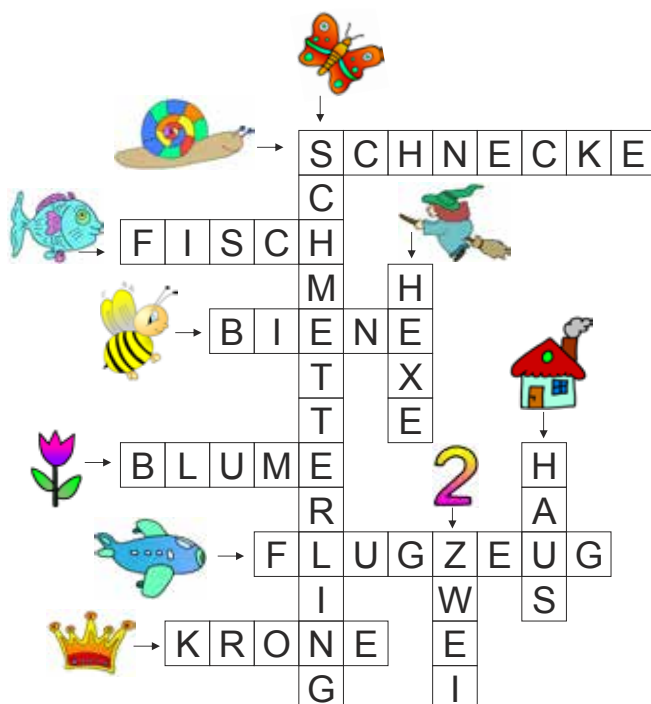 SCHMETTERLING
SCHNECKE
FISCH
HEXE
BIENE
HAUS
BLUME
2
ZWEI
FLUGZEUG
KRONE